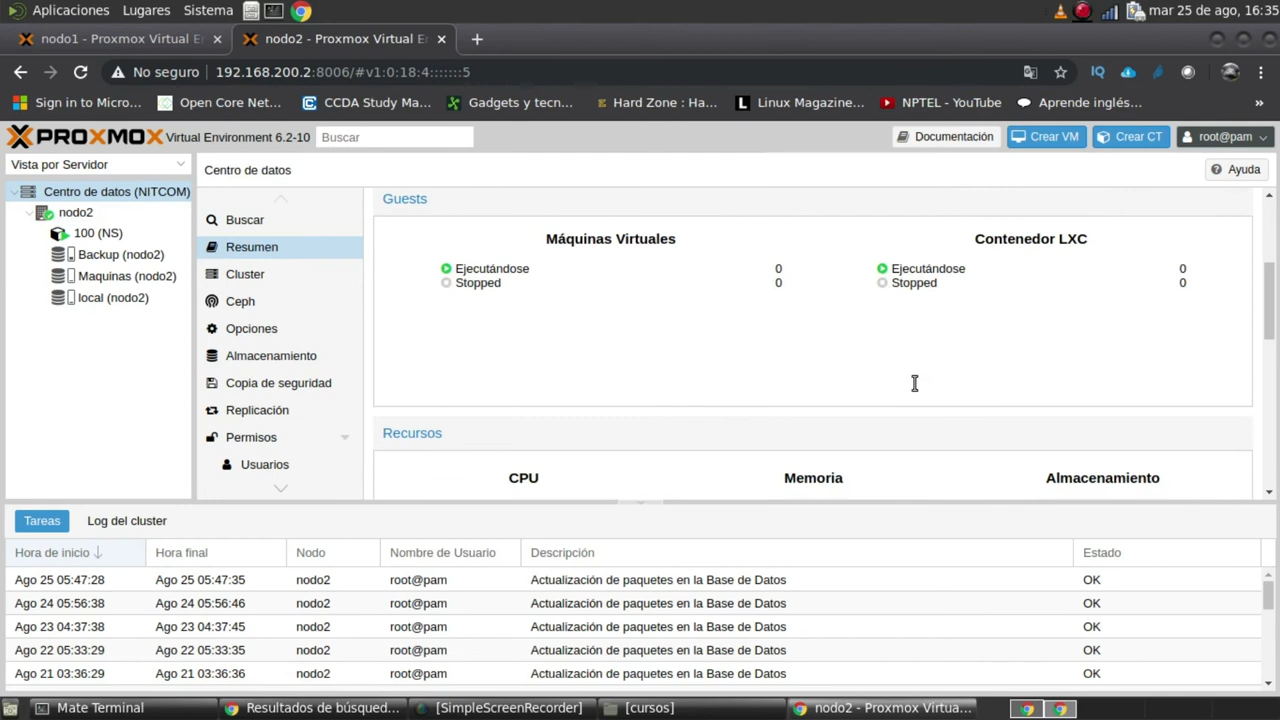 Aplicaciones Lugares Sistema mar 25 de ago, 16:35
nodo1 - Proxmox Virtual E nodo2 - Proxmox Virtual E
No seguro 192.168.200.2:8006/#v1:0:18:4:::::::5
Sign in to Micro... Open Core Net... CCDA Study Ma... Gadgets y tecn... Hard Zone : Ha... Linux Magazine... NPTEL - YouTube Aprende inglés... »
PROXMOX Virtual Environment 6.2-10 Buscar Documentación Crear VM Crear CT root@pam
Vista por Servidor
Centro de datos Ayuda
Centro de datos (NITCOM)
nodo2
100 (NS)
Backup (nodo2)
Maquinas (nodo2)
local (nodo2)
Buscar
Resumen
Cluster
Ceph
Opciones
Almacenamiento
Copia de seguridad
Replicación
Permisos
Usuarios
Guests
Máquinas Virtuales Contenedor LXC
Ejecutándose 0 Ejecutándose 0
Stopped 0 Stopped 0
Recursos
CPU Memoria Almacenamiento
Tareas Log del cluster
Hora de inicio Hora final Nodo Nombre de Usuario Descripción Estado
Ago 25 05:47:28 Ago 25 05:47:35 nodo2 root@pam Actualización de paquetes en la Base de Datos OK
Ago 24 05:56:38 Ago 24 05:56:46 nodo2 root@pam Actualización de paquetes en la Base de Datos OK
Ago 23 04:37:38 Ago 23 04:37:45 nodo2 root@pam Actualización de paquetes en la Base de Datos OK
Ago 22 05:33:29 Ago 22 05:33:35 nodo2 root@pam Actualización de paquetes en la Base de Datos OK
Ago 21 03:36:29 Ago 21 03:36:36 nodo2 root@pam Actualización de paquetes en la Base de Datos OK
Mate Terminal Resultados de búsqued... [SimpleScreenRecorder] [cursos] nodo2 - Proxmox Virtua...